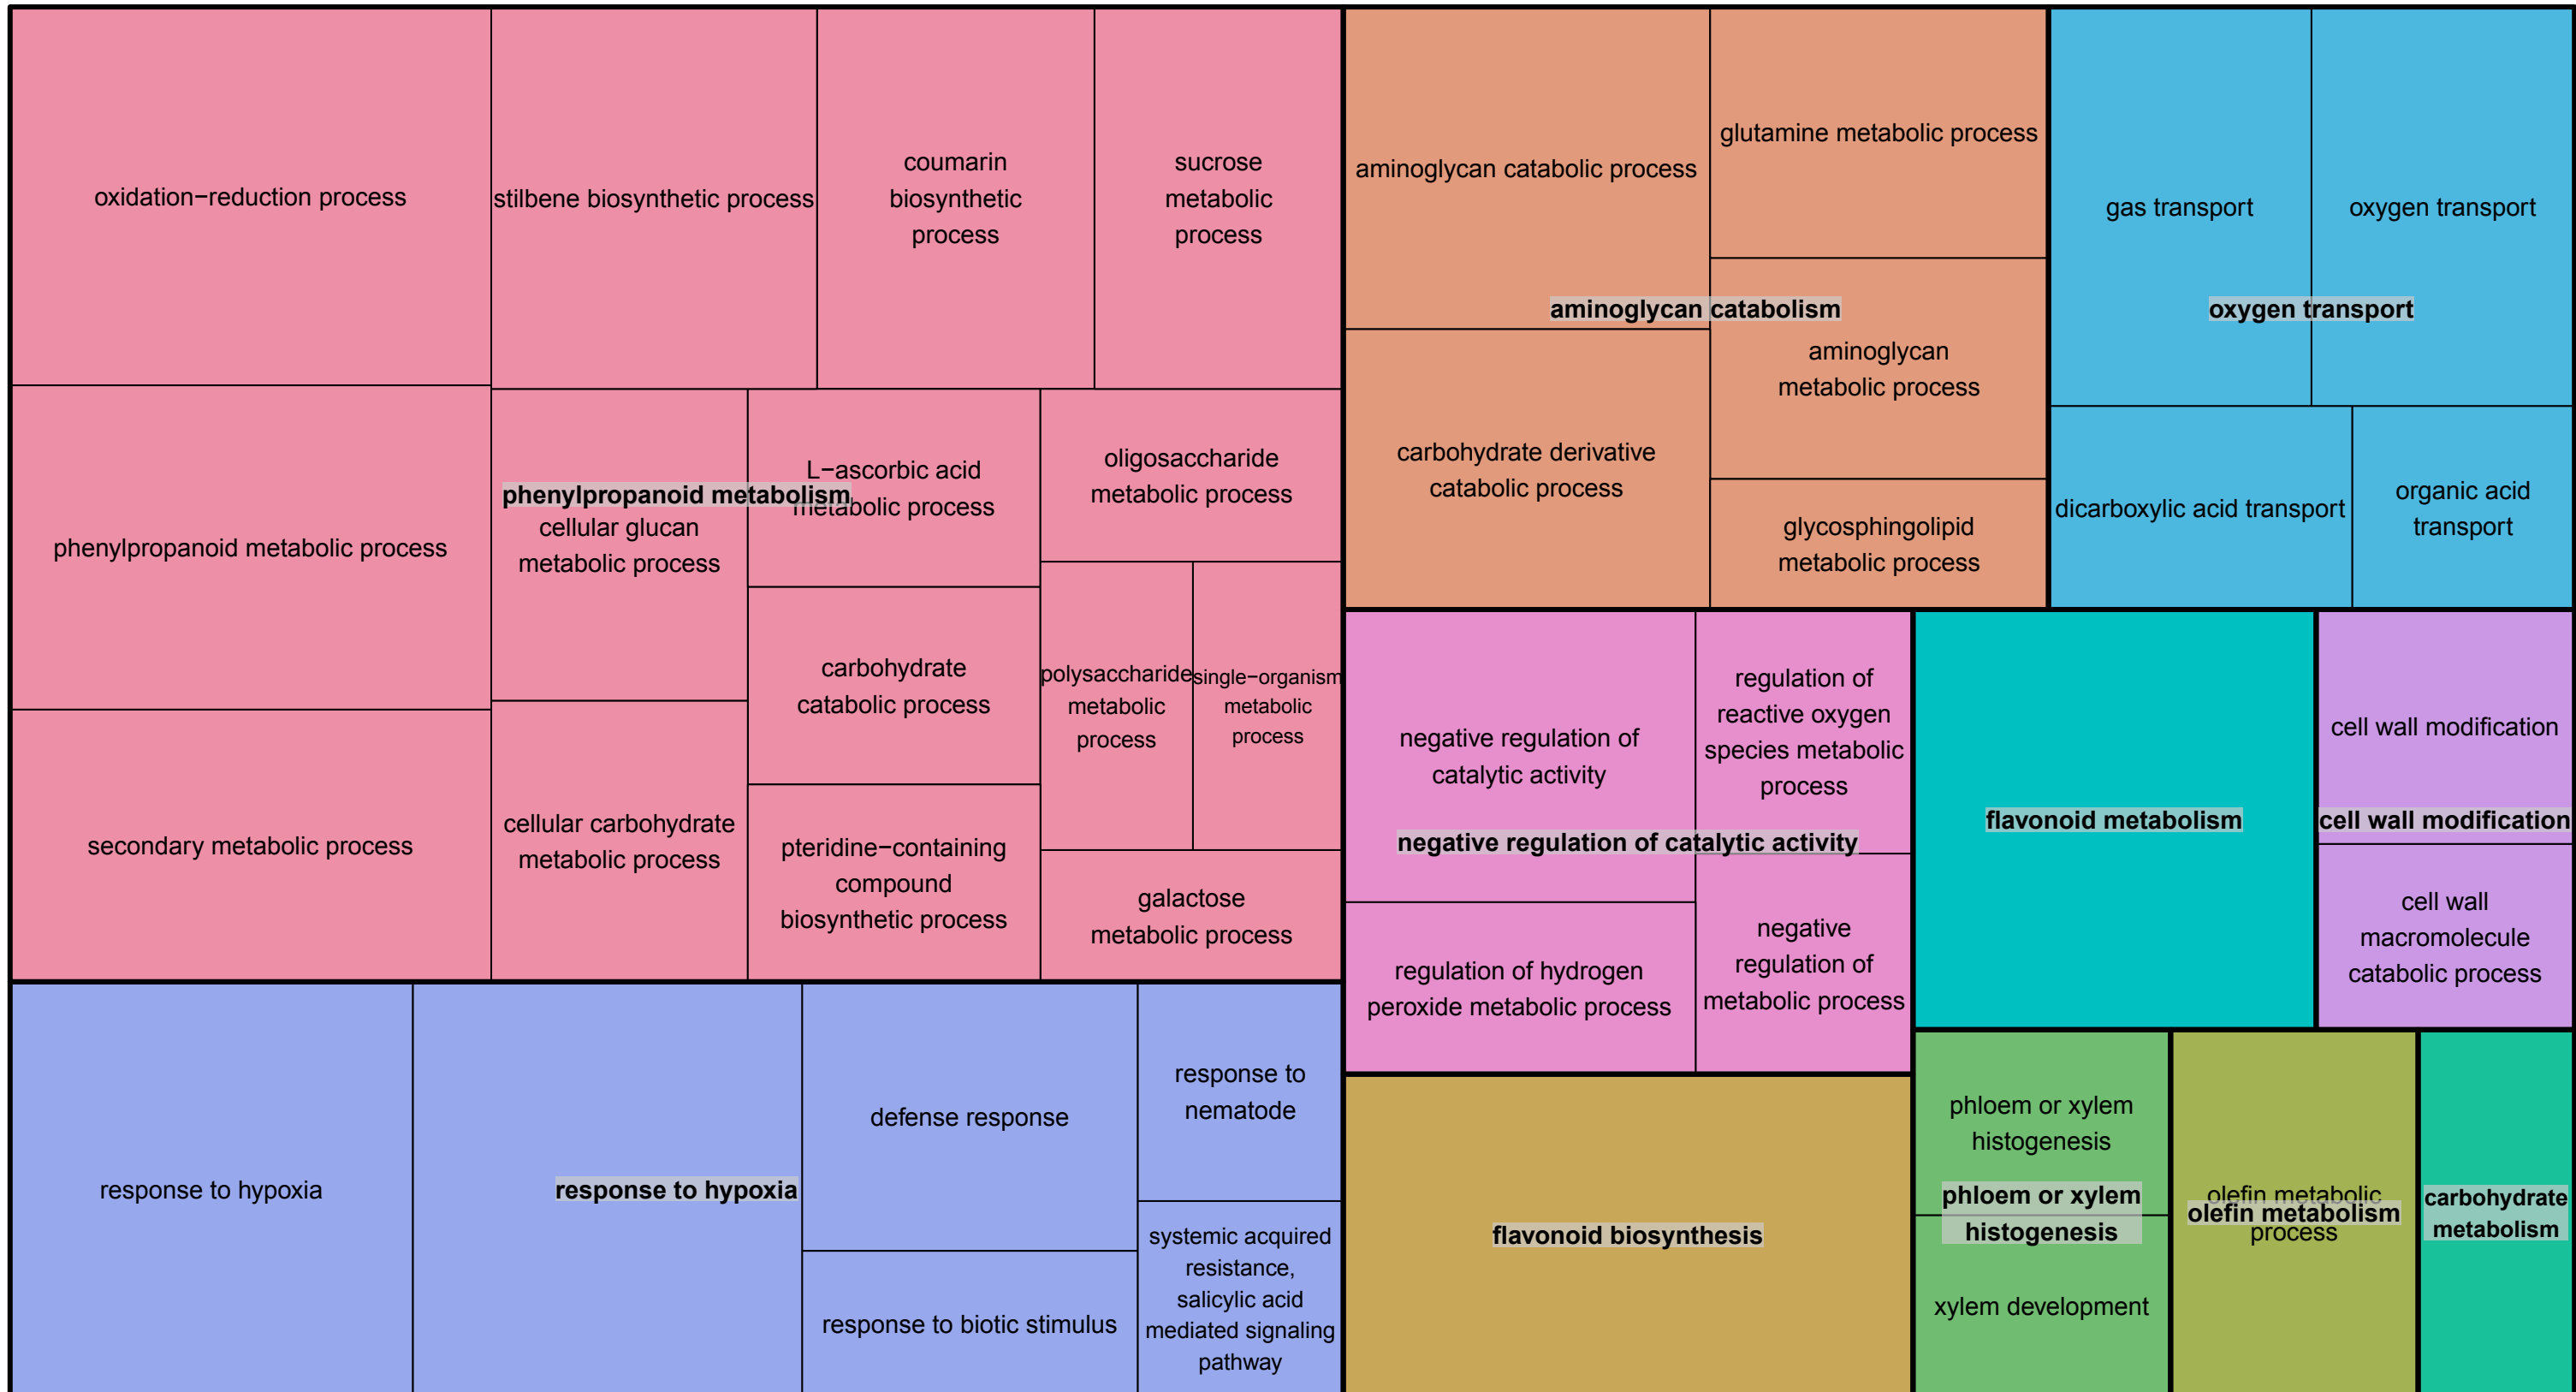 oxidation−reduction process
stilbene biosynthetic process
coumarin
biosynthetic
process
sucrose
metabolic
process
phenylpropanoid metabolic process
phenylpropanoid metabolism
cellular glucan
metabolic process
L−ascorbic acid
metabolic process
oligosaccharide
metabolic process
carbohydrate
catabolic process
polysaccharide
metabolic
process
single−organism
metabolic
process
secondary metabolic process
cellular carbohydrate
metabolic process
pteridine−containing
compound
biosynthetic process
galactose
metabolic process
response to hypoxia
response to hypoxia
defense response
response to
nematode
response to biotic stimulus
systemic acquired
resistance,
salicylic acid
mediated signaling
pathway
aminoglycan catabolic process
glutamine metabolic process
aminoglycan catabolism
aminoglycan
metabolic process
carbohydrate derivative
catabolic process
glycosphingolipid
metabolic process
gas transport
oxygen transport
oxygen transport
dicarboxylic acid transport
organic acid
transport
negative regulation of
catalytic activity
regulation of
reactive oxygen
species metabolic
process
negative regulation of catalytic activity
regulation of hydrogen
peroxide metabolic process
negative
regulation of
metabolic process
flavonoid metabolism
cell wall modification
cell wall modification
cell wall
macromolecule
catabolic process
flavonoid biosynthesis
phloem or xylem
histogenesis
phloem or xylem
histogenesis
xylem development
olefin metabolic
olefin metabolism
process
carbohydrate
metabolism